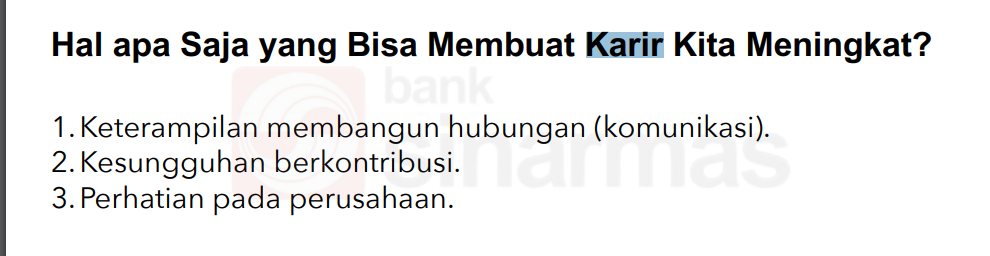 Hal apa Saja yang Bisa Membuat Karir Kita Meningkat?
bank
sinarmas
1. Keterampilan membangun hubungan (komunikasi).
2. Kesungguhan berkontribusi.
3. Perhatian pada perusahaan.